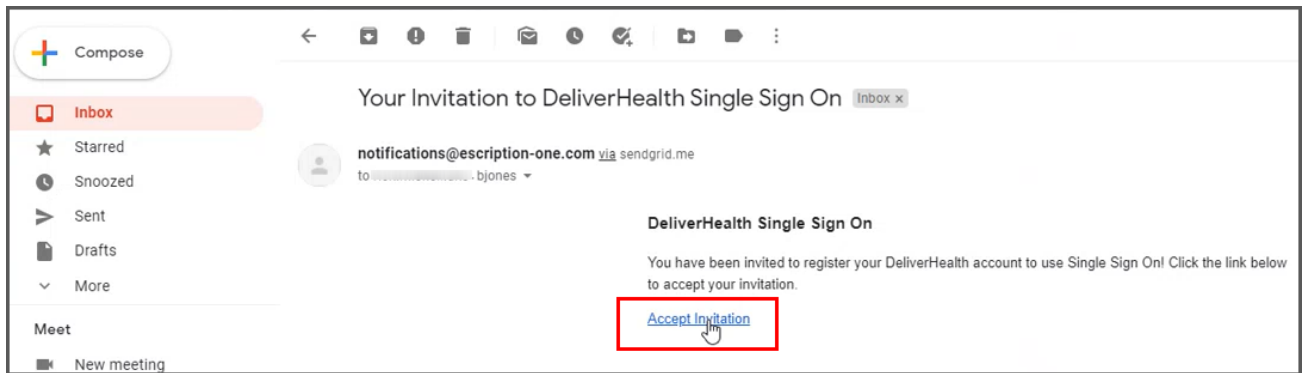 Compose
Inbox
Starred
Snoozed
Sent
Drafts
More
Meet
New meeting
Your Invitation to DeliverHealth Single Sign On Inbox x
notifications@escription-one.com via sendgrid.me
to bjones
DeliverHealth Single Sign On
You have been invited to register your DeliverHealth account to use Single Sign On! Click the link below
to accept your invitation.
Accept Invitation